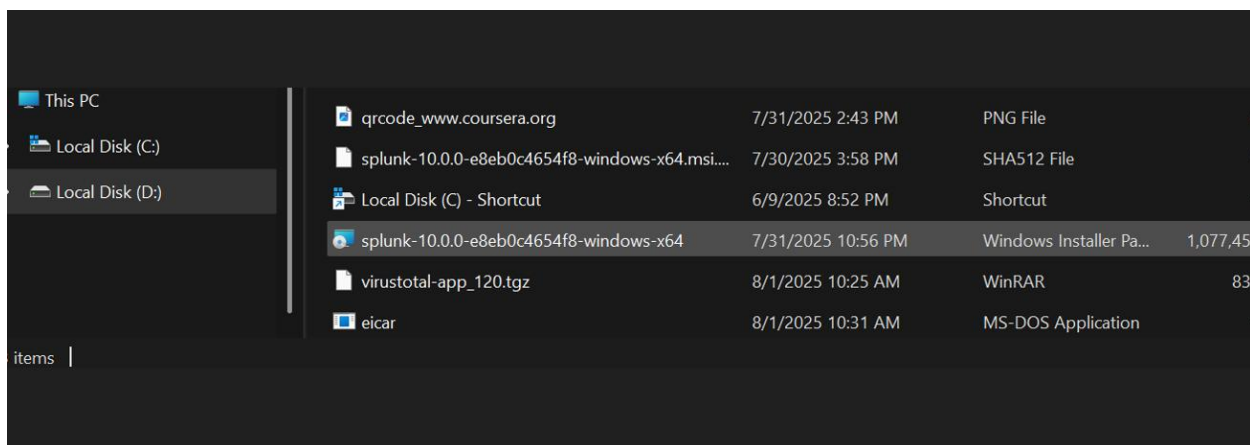 This PC
Local Disk (C:)
Local Disk (D:)
qrcode_www.coursera.org 7/31/2025 2:43 PM PNG File
splunk-10.0.0-e8eb0c4654f8-windows-x64.msi.... 7/30/2025 3:58 PM SHA512 File
Local Disk (C) - Shortcut 6/9/2025 8:52 PM Shortcut
splunk-10.0.0-e8eb0c4654f8-windows-x64 7/31/2025 10:56 PM Windows Installer Pa... 1,077,45
virustotal-app_120.tgz 8/1/2025 10:25 AM WinRAR 83
eicar 8/1/2025 10:31 AM MS-DOS Application
items